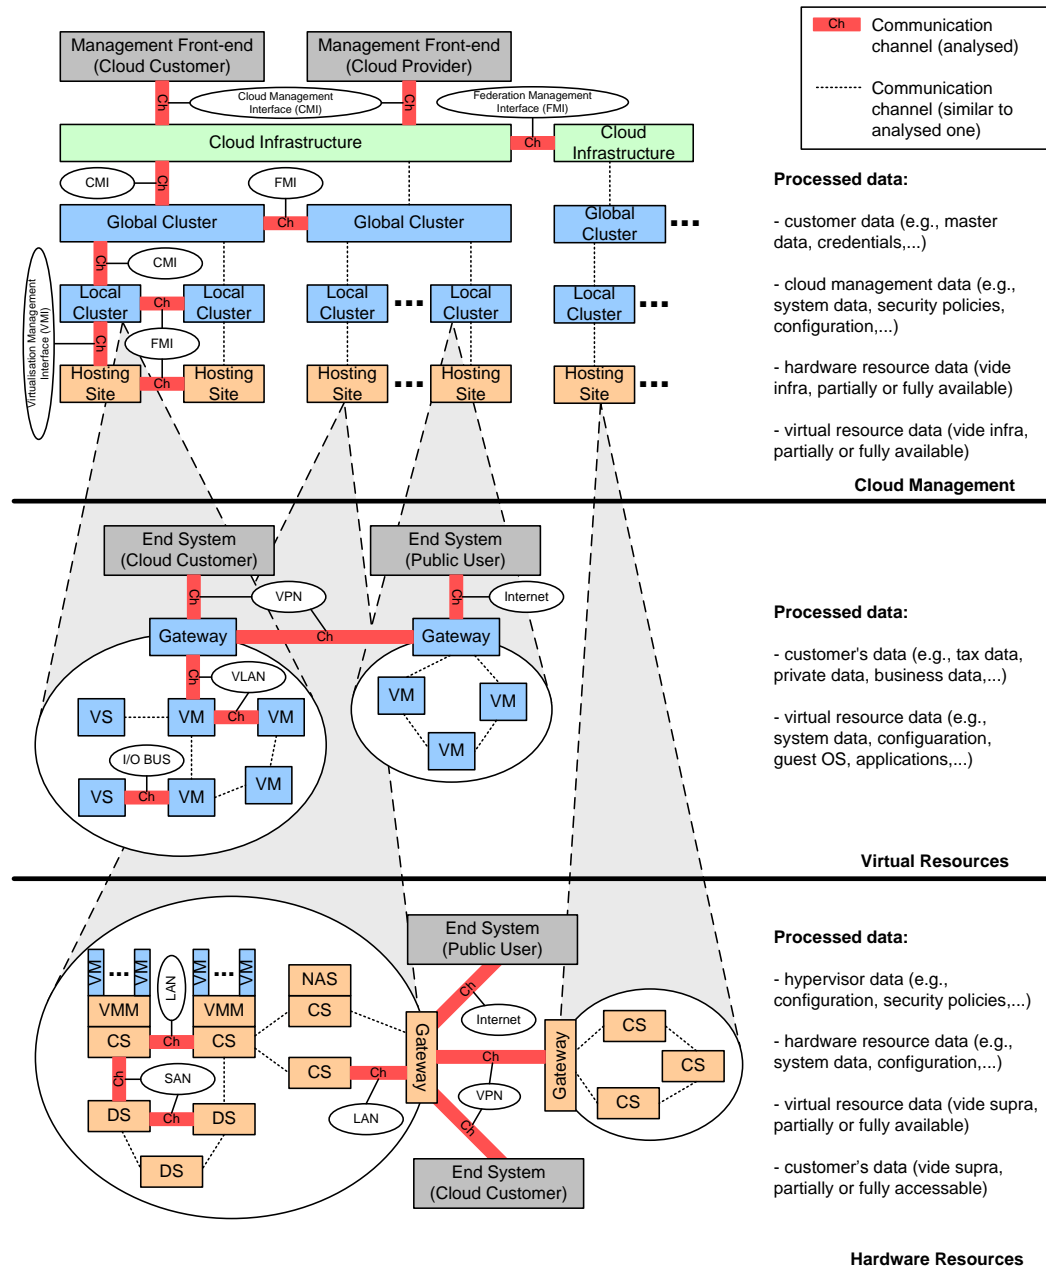 Management Front-end
(Cloud Customer)
Management Front-end
(Cloud Provider)
Ch
Communication
channel (analysed)
Communication
channel (similar to
analysed one)
Ch
Cloud Management
Interface (CMI)
Ch
Federation Management
Interface (FMI)
Cloud Infrastructure
Ch
Cloud
Infrastructure
CMI
Ch
FMI
Global Cluster
Ch
Global Cluster
Global
Cluster
...
Ch
CMI
Virtualisation Management
Interface (VMI)
Local
Cluster
Ch
Local
Cluster
Local
Cluster
...
Local
Cluster
Local
Cluster
...
Ch
FMI
Hosting
Site
Ch
Hosting
Site
Hosting
Site
...
Hosting
Site
Hosting
Site
...
Processed data:
- customer data (e.g., master
data, credentials,...)
- cloud management data (e.g.,
system data, security policies,
configuration,...)
- hardware resource data (vide
infra, partially or fully available)
- virtual resource data (vide infra,
partially or fully available)
Cloud Management
End System
(Cloud Customer)
End System
(Public User)
Ch
VPN
Ch
Internet
Gateway
Ch
Gateway
Ch
VLAN
VS
VM
Ch
VM
I/O BUS
VS
Ch
VM
VM
VM
VM
VM
Processed data:
- customer's data (e.g., tax data,
private data, business data,...)
- virtual resource data (e.g.,
system data, configuaration,
guest OS, applications,...)
Virtual Resources
End System
(Public User)
VM
...
VM
LAN
VM
...
VM
VMM
VMM
CS
Ch
CS
NAS
CS
Ch
SAN
DS
Ch
DS
DS
CS
Ch
LAN
Gateway
Ch
Internet
Ch
VPN
Ch
Gateway
CS
CS
CS
End System
(Cloud Customer)
Processed data:
- hypervisor data (e.g.,
configuration, security policies,...)
- hardware resource data (e.g.,
system data, configuration,...)
- virtual resource data (vide supra,
partially or fully available)
- customer's data (vide supra,
partially or fully accessable)
Hardware Resources